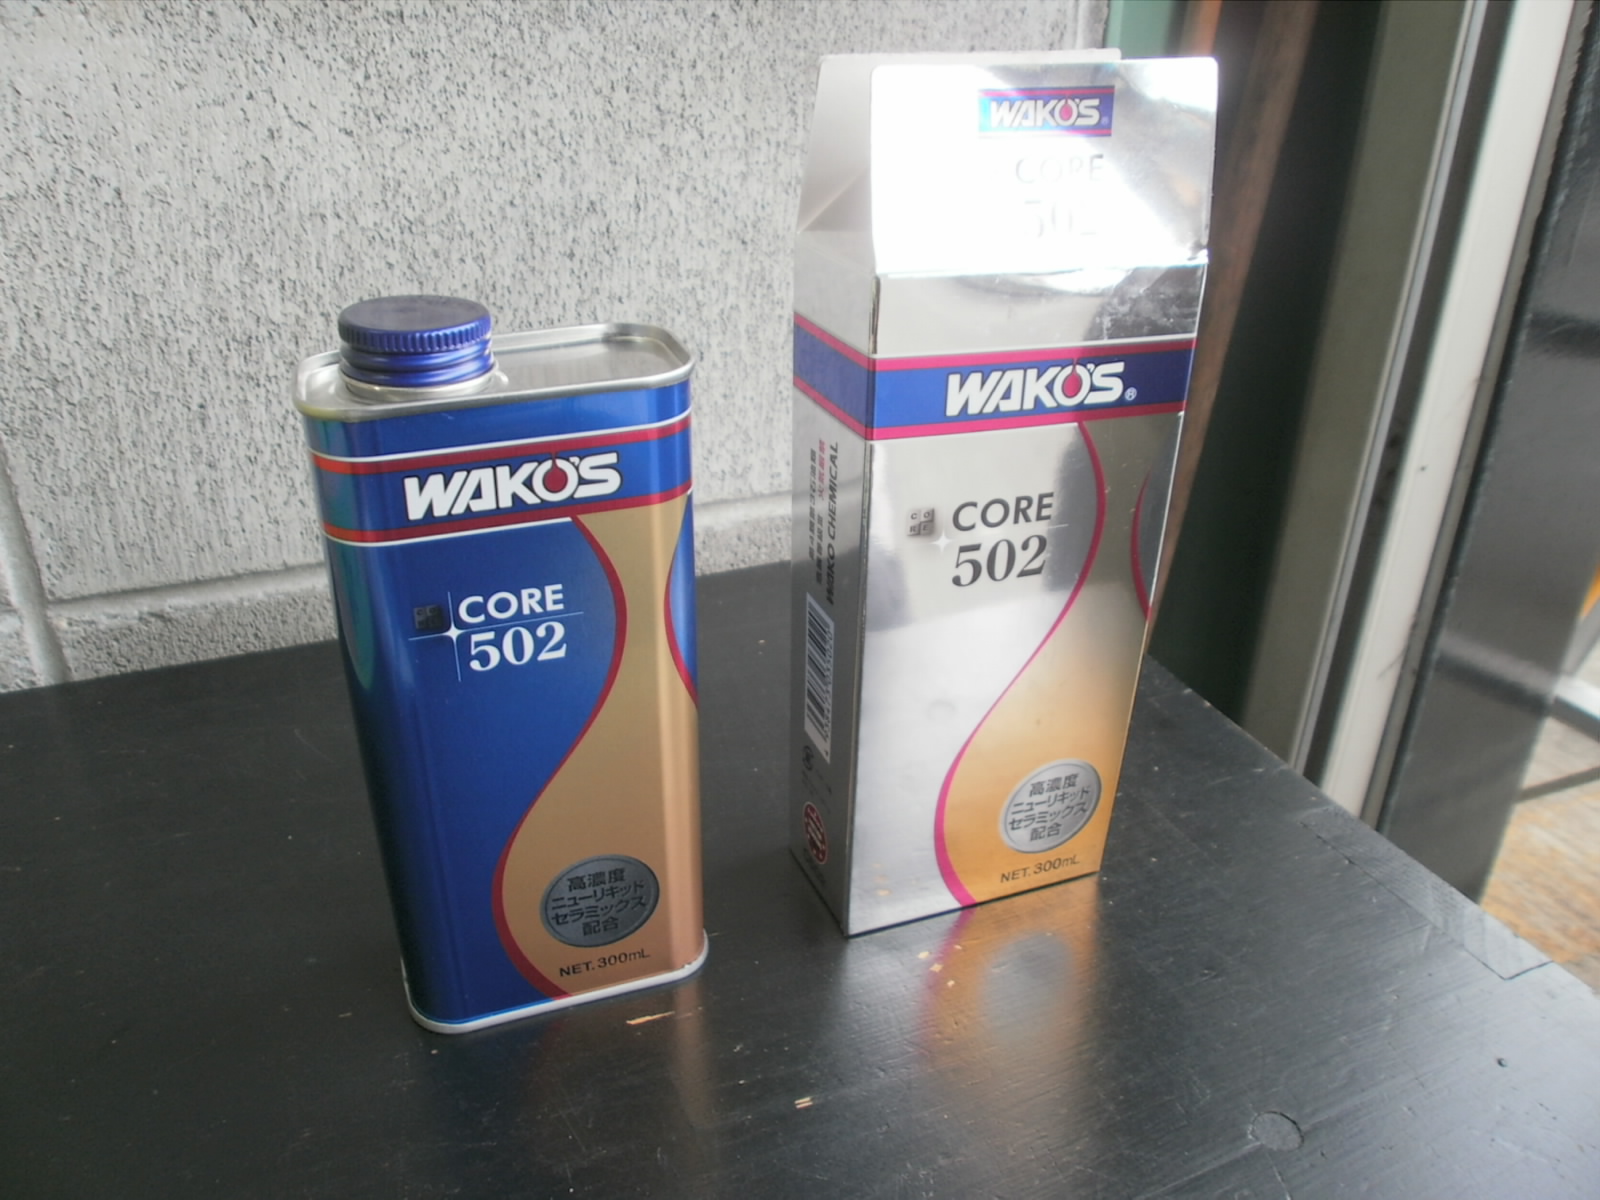 WAKO'S
CORE
502
高濃度
ニューリキッド
セラミックス
配合
NET. 300mL
WAKO'S
CORE
502
WAKO'S®
CORE
CORE
502
WAKO CHEMICAL
高濃度
ニューリキッド
セラミックス
配合
NET. 300mL